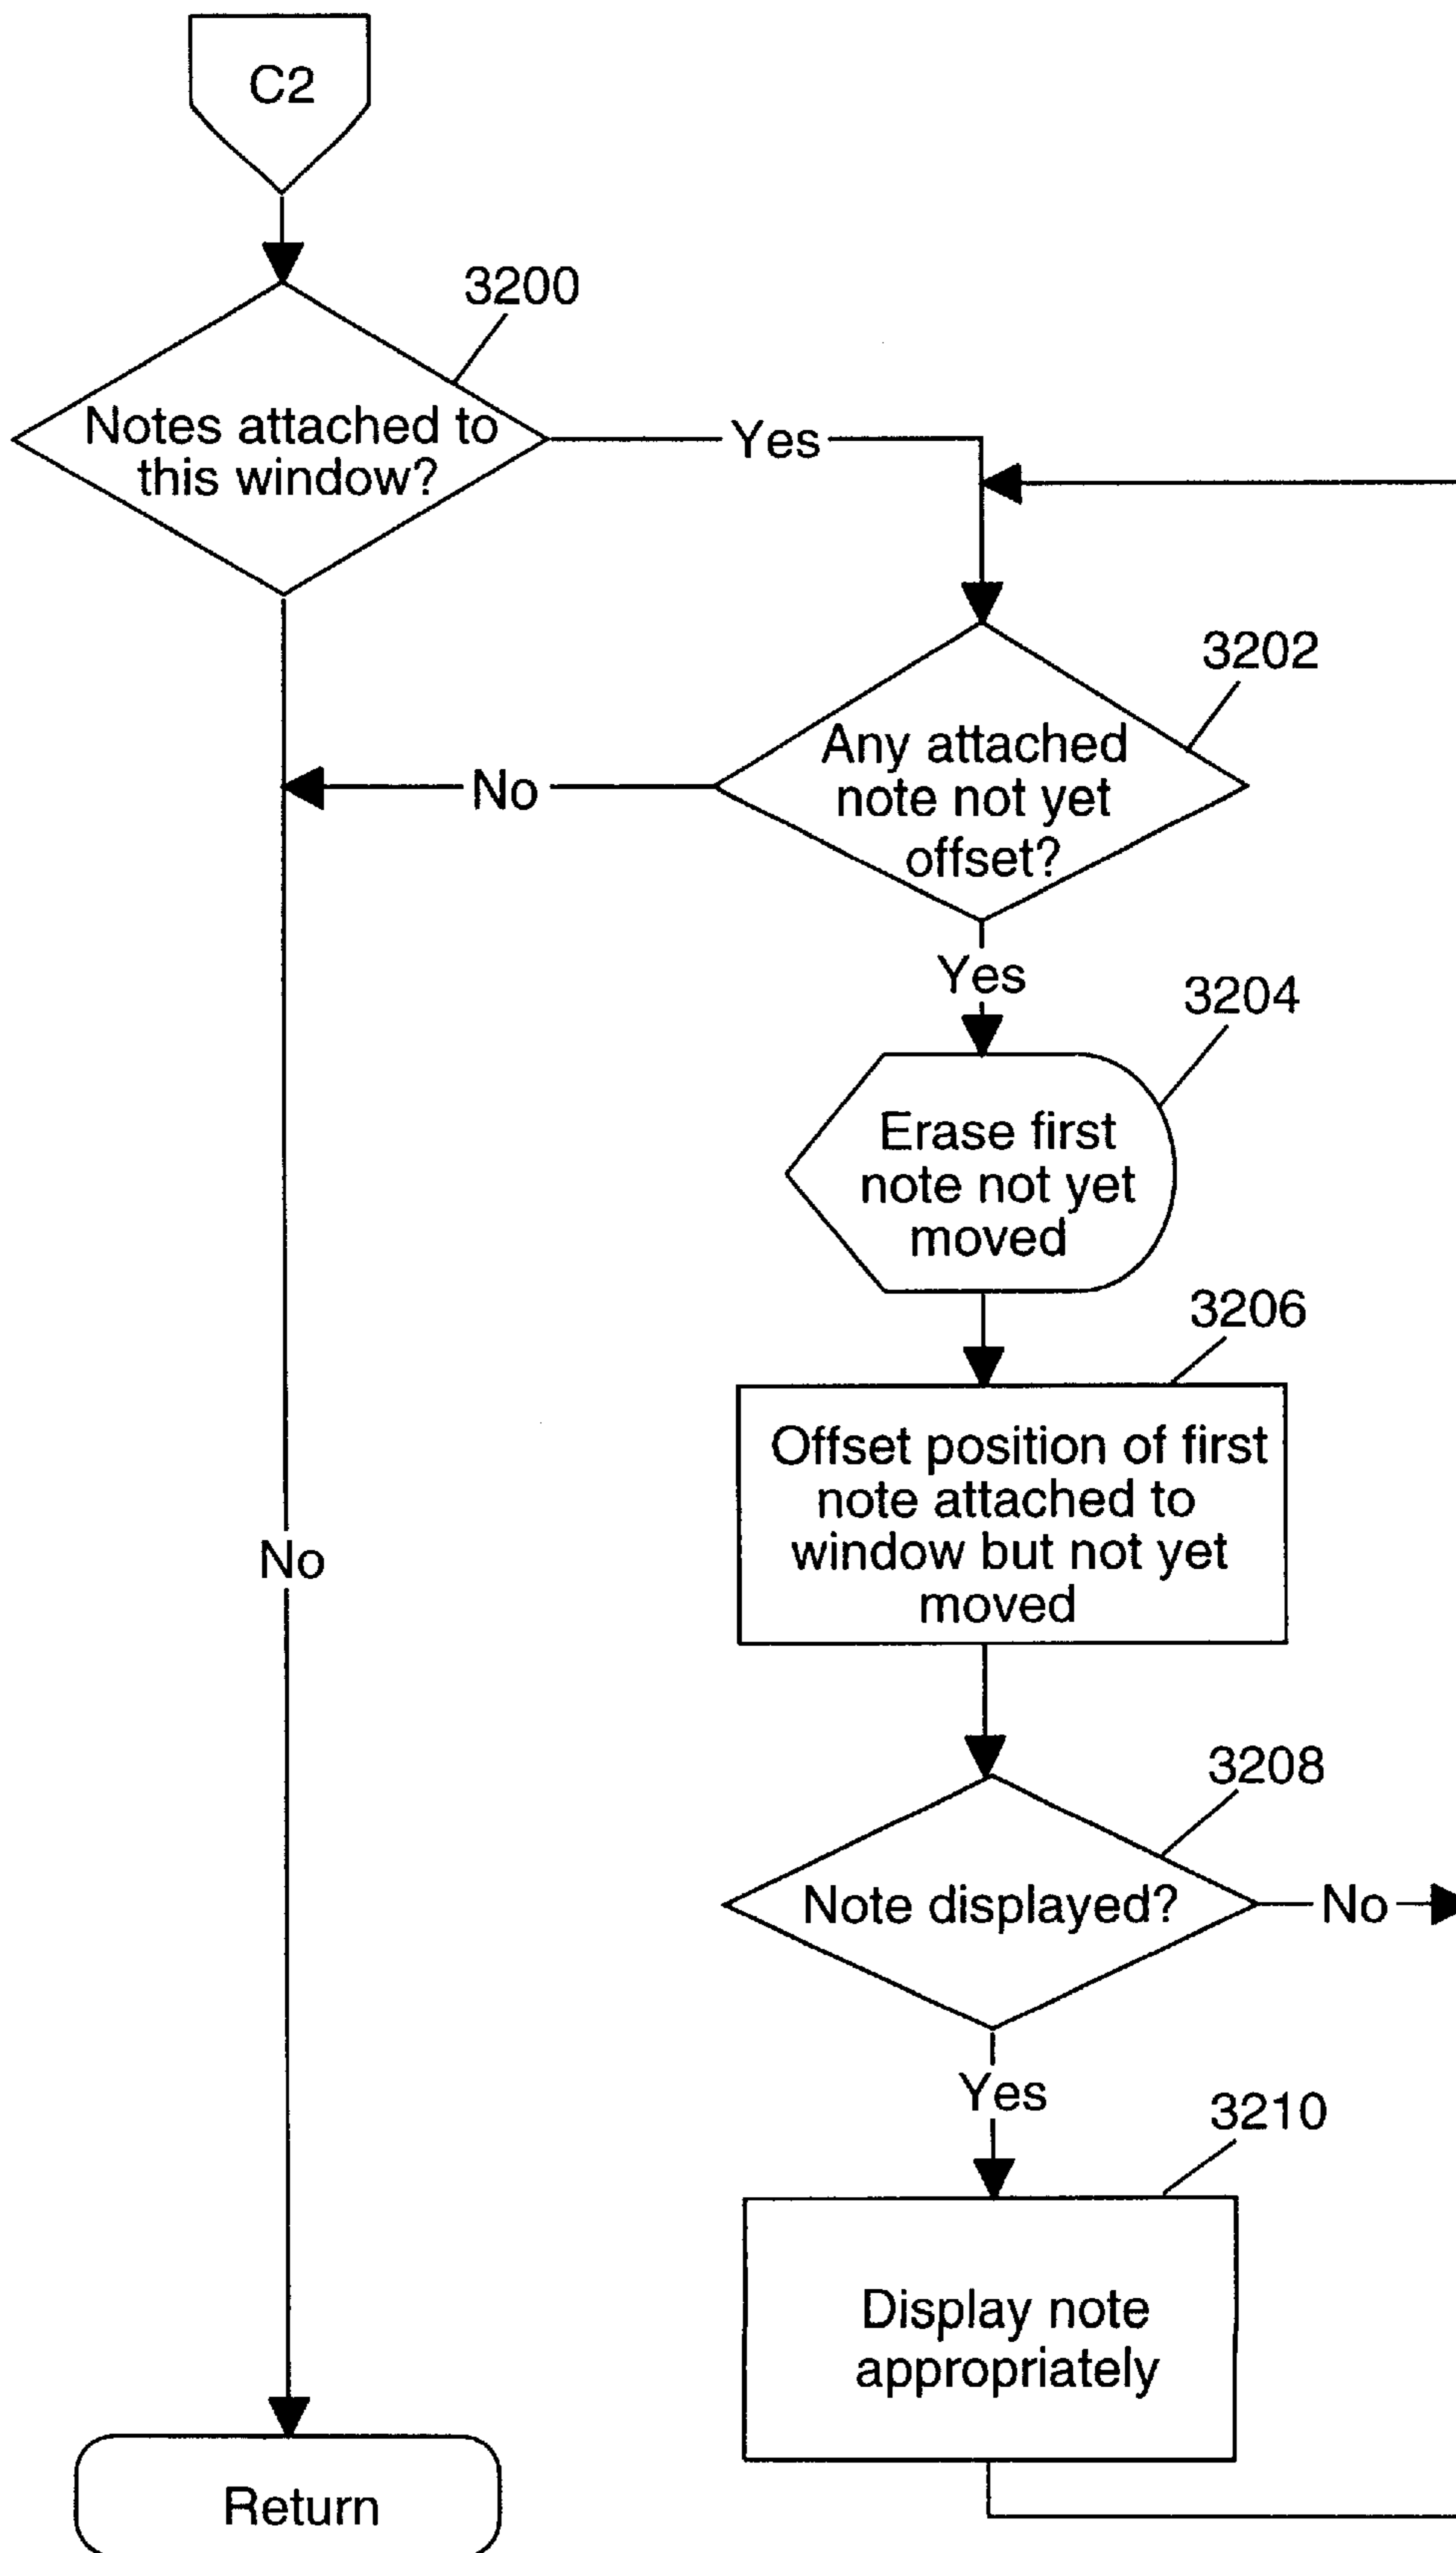 C2
3200
Notes attached to
this window?
Yes
3202
Any attached
note not yet
offset?
No
Yes
3204
Erase first
note not yet
moved
3206
Offset position of first
note attached to
window but not yet
moved
No
3208
Note displayed?
No
Yes
3210
Display note
appropriately
Return